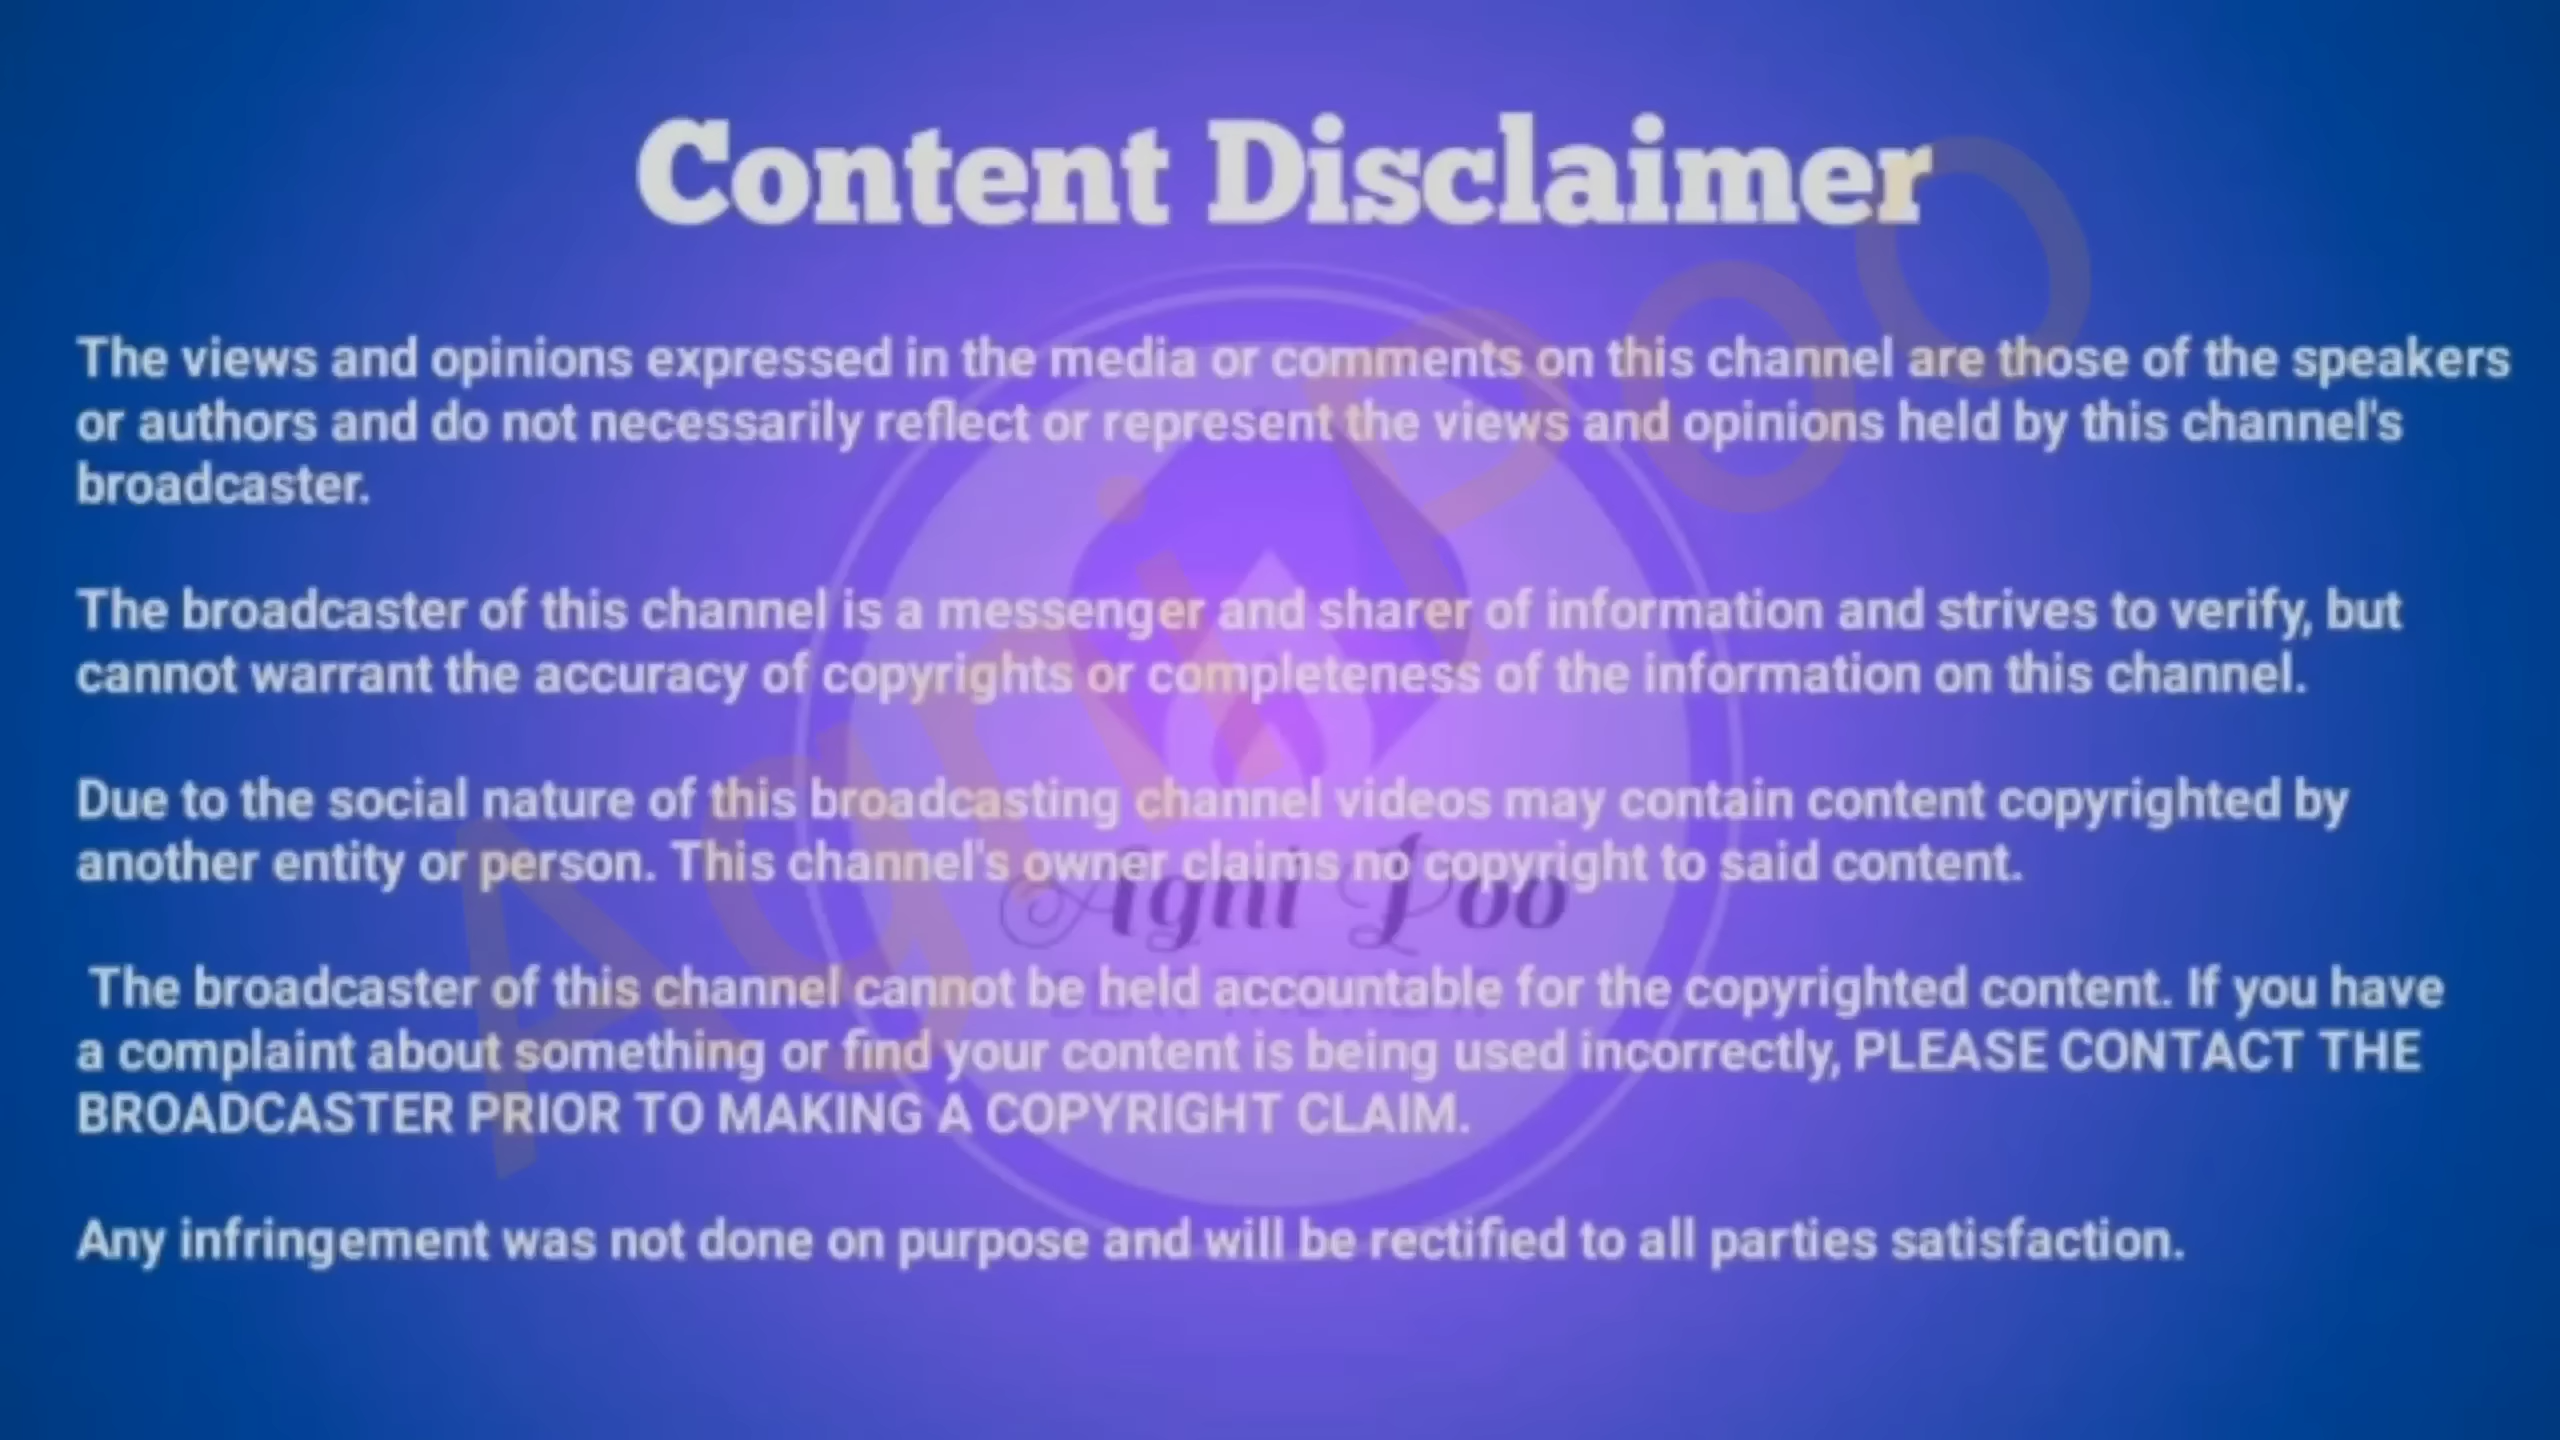 Content Disclaimer
The views and opinions expressed in the media or comments on this channel are those of the speakers
or authors and do not necessarily reflect or represent the views and opinions held by this channel's
broadcaster.
The broadcaster of this channel is a messenger and sharer of information and strives to verify, but
cannot warrant the accuracy of copyrights or completeness of the information on this channel.
Due to the social nature of this broadcasting channel videos may contain content copyrighted by
another entity or person. This channel's owner claims no copyright to said content.
Agni Poo
The broadcaster of this channel cannot be held accountable for the copyrighted content. If you have
a complaint about something or find your content is being used incorrectly, PLEASE CONTACT THE
BROADCASTER PRIOR TO MAKING A COPYRIGHT CLAIM.
Any infringement was not done on purpose and will be rectified to all parties satisfaction.
Agni Poo